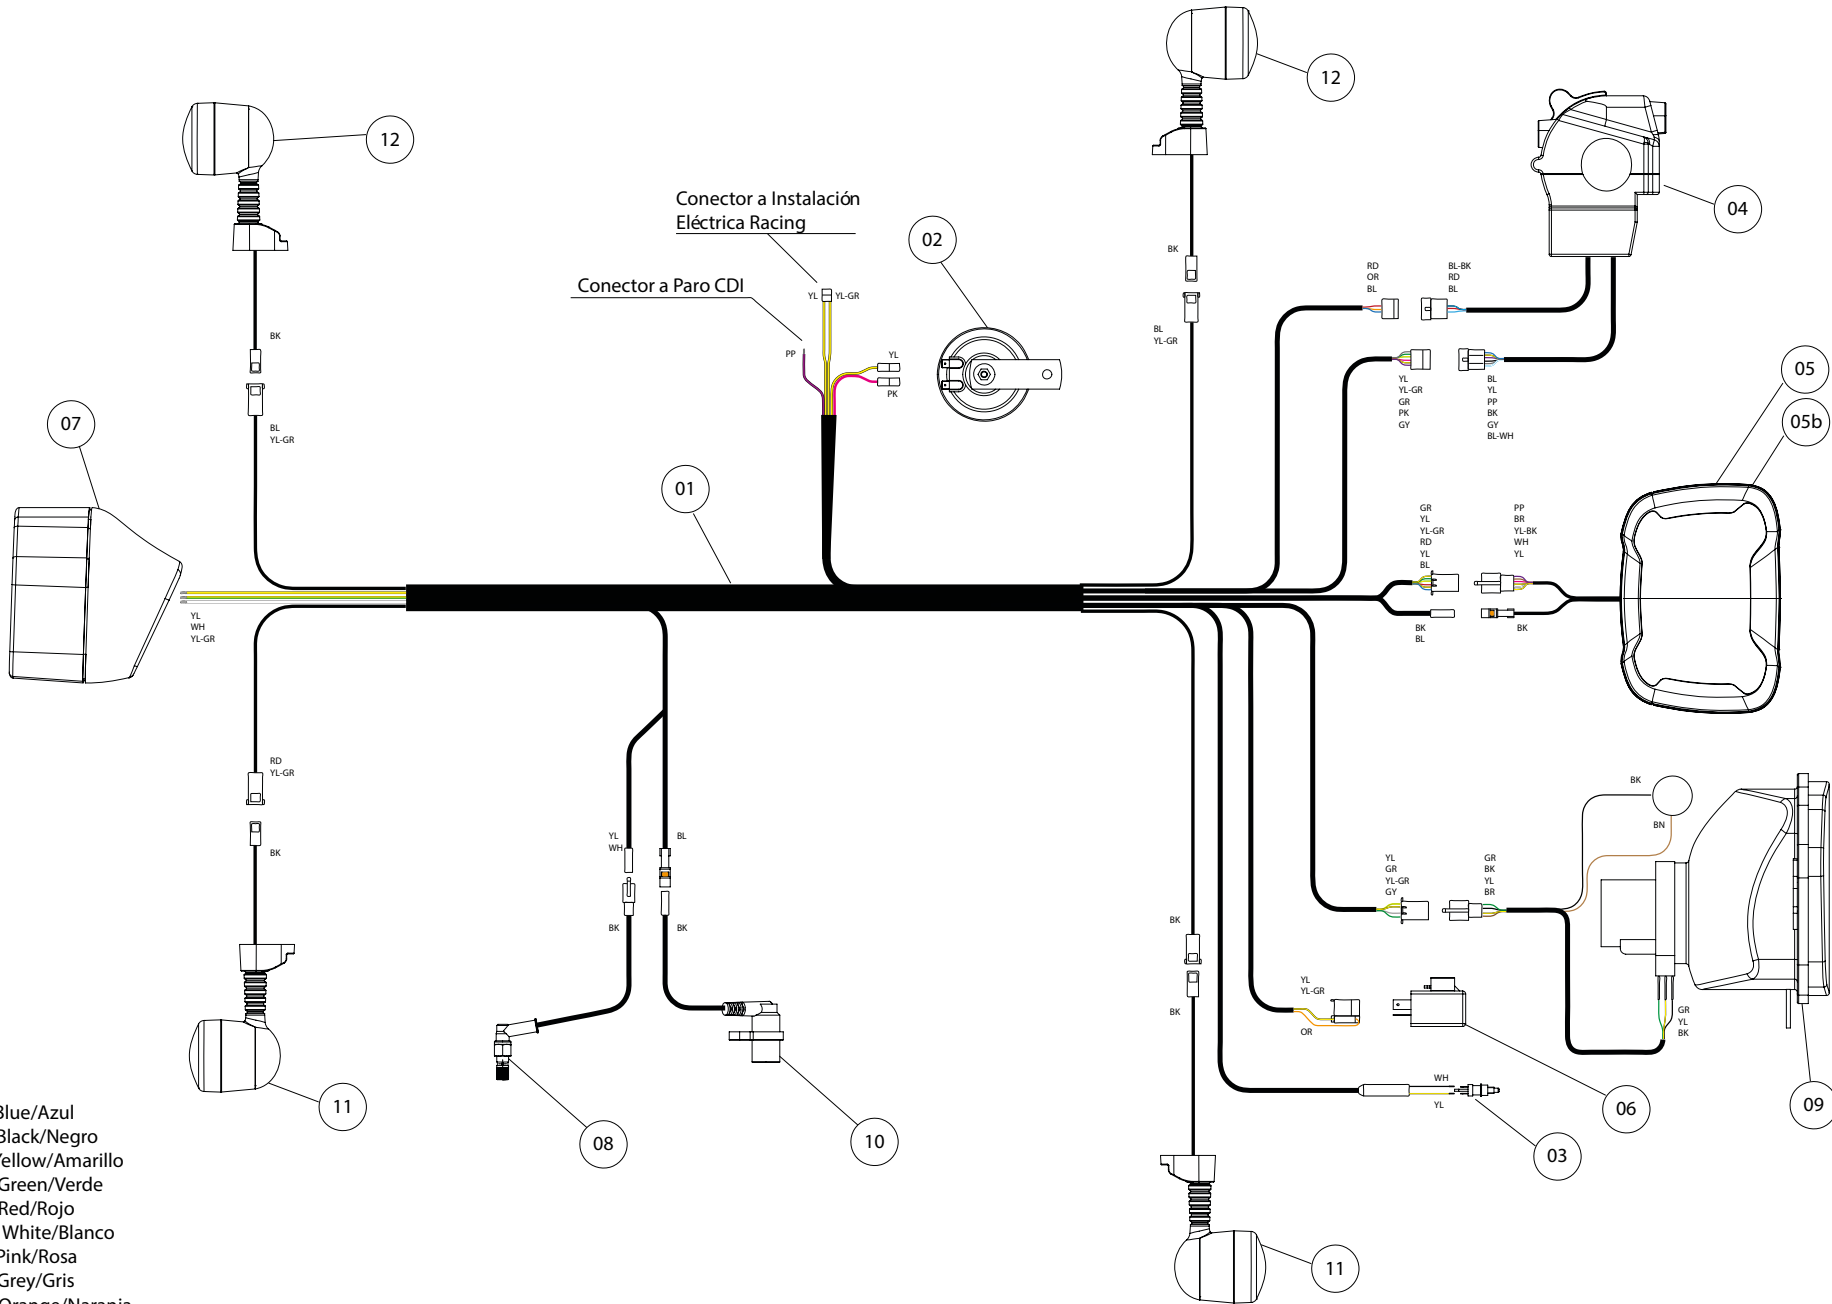 12
12
04
Conector a Instalación
Eléctrica Racing
02
Conector a Paro CDI
YL
YL-GR
PP
YL
PK
BK
BL
YL-GR
BK
BL
YL-GR
RD
OR
BL
BL-BK
RD
BL
YL
YL-GR
GR
PK
GY
BL
YL
PP
BK
GY
BL-WH
05
05b
07
01
GR
YL
YL-GR
RD
YL
BL
PP
BR
YL-BK
WH
YL
BK
BL
BK
YL
WH
YL-GR
RD
YL-GR
BK
YL
WH
BL
BK
BK
BK
BN
YL
GR
YL-GR
GY
GR
BK
YL
BR
BK
BK
YL
YL-GR
OR
GR
YL
BK
WH
YL
11
08
10
03
06
09
11
Blue/Azul
Black/Negro
Yellow/Amarillo
Green/Verde
Red/Rojo
White/Blanco
Pink/Rosa
Grey/Gris
Orange/Naranja